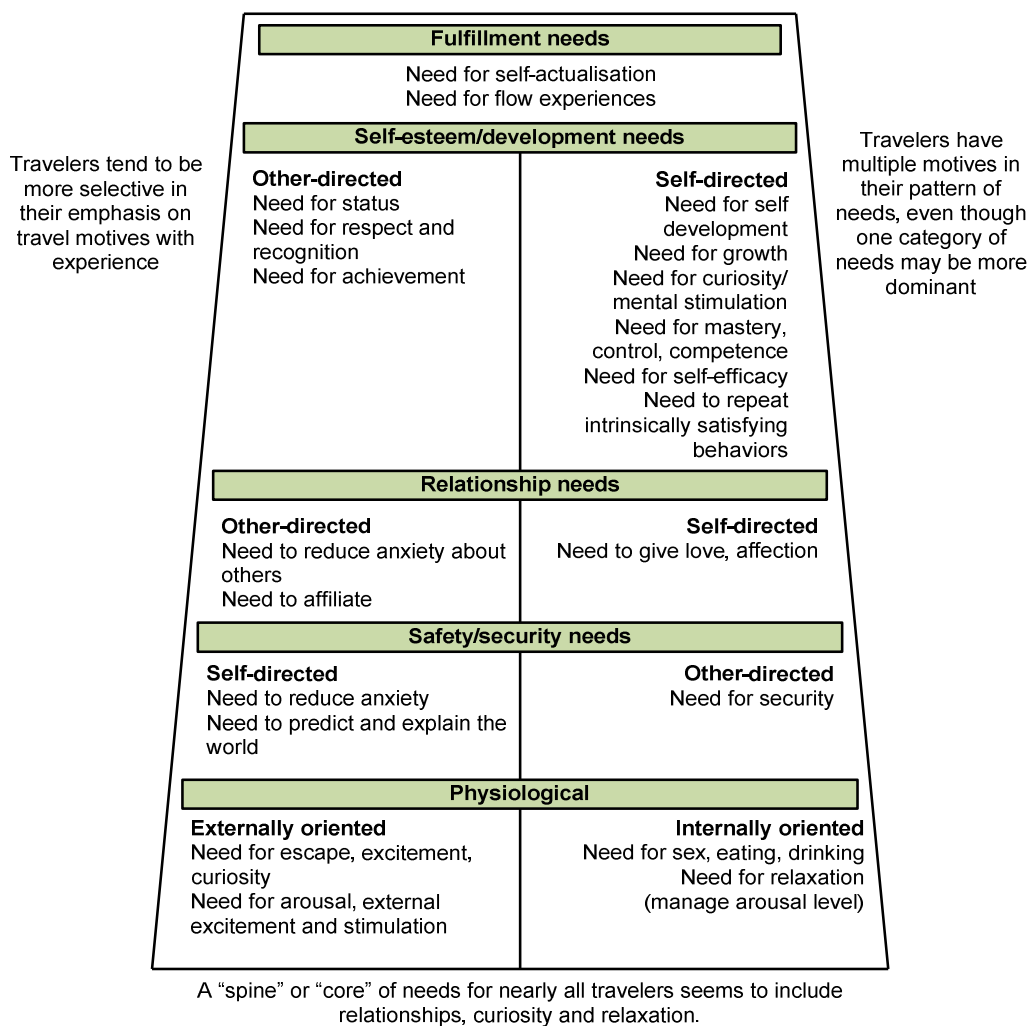 Fulfillment needs
Need for self-actualisation
Need for flow experiences
Self-esteem/development needs
Travelers tend to be
more selective in
their emphasis on
travel motives with
experience
Other-directed
Need for status
Need for respect and
recognition
Need for achievement
Self-directed
Need for self
development
Need for growth
Need for curiosity/
mental stimulation
Need for mastery,
control, competence
Need for self-efficacy
Need to repeat
intrinsically satisfying
behaviors
Travelers have
multiple motives in
their pattern of
needs, even though
one category of
needs may be more
dominant
Relationship needs
Other-directed
Need to reduce anxiety about
others
Need to affiliate
Self-directed
Need to give love, affection
Safety/security needs
Self-directed
Need to reduce anxiety
Need to predict and explain the
world
Other-directed
Need for security
Physiological
Externally oriented
Need for escape, excitement,
curiosity
Need for arousal, external
excitement and stimulation
Internally oriented
Need for sex, eating, drinking
Need for relaxation
(manage arousal level)
A “spine” or “core” of needs for nearly all travelers seems to include
relationships, curiosity and relaxation.